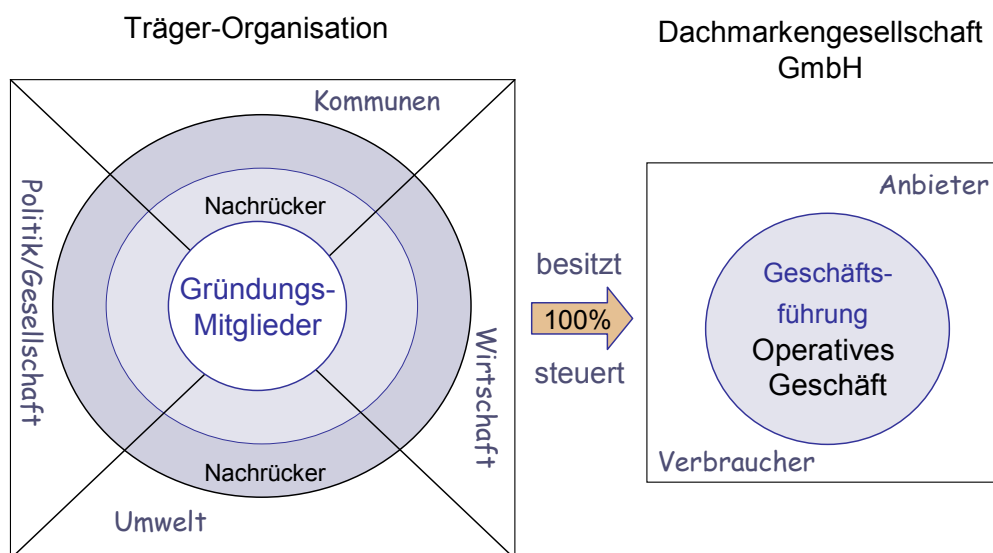 Träger-Organisation
Kommunen
Politik/Gesellschaft
Nachrücker
Gründungs-
Mitglieder
Wirtschaft
Nachrücker
Umwelt
besitzt
100%
steuert
Dachmarkengesellschaft
GmbH
Anbieter
Geschäfts-
führung
Operatives
Geschäft
Verbraucher